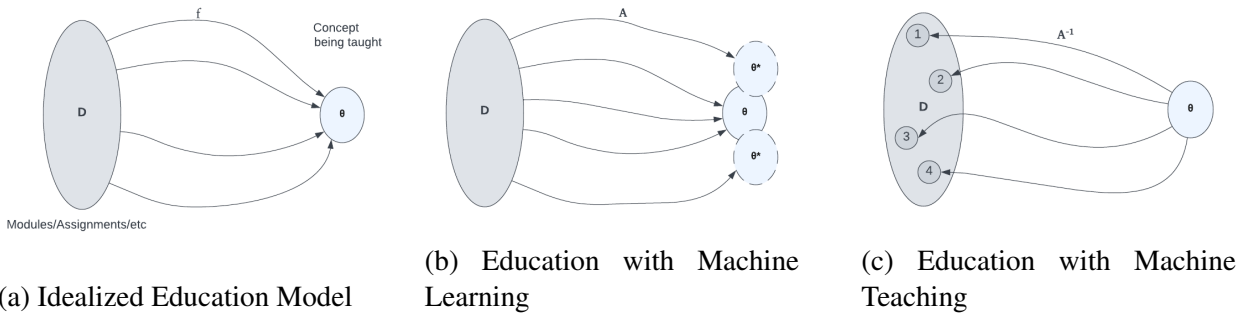 f
Concept
being taught
D
θ
Modules/Assignments/etc
(a) Idealized Education Model
A
D
θ*
θ
θ*
(b) Education with Machine
Learning
1
A-1
2
D
θ
3
4
(c) Education with Machine
Teaching